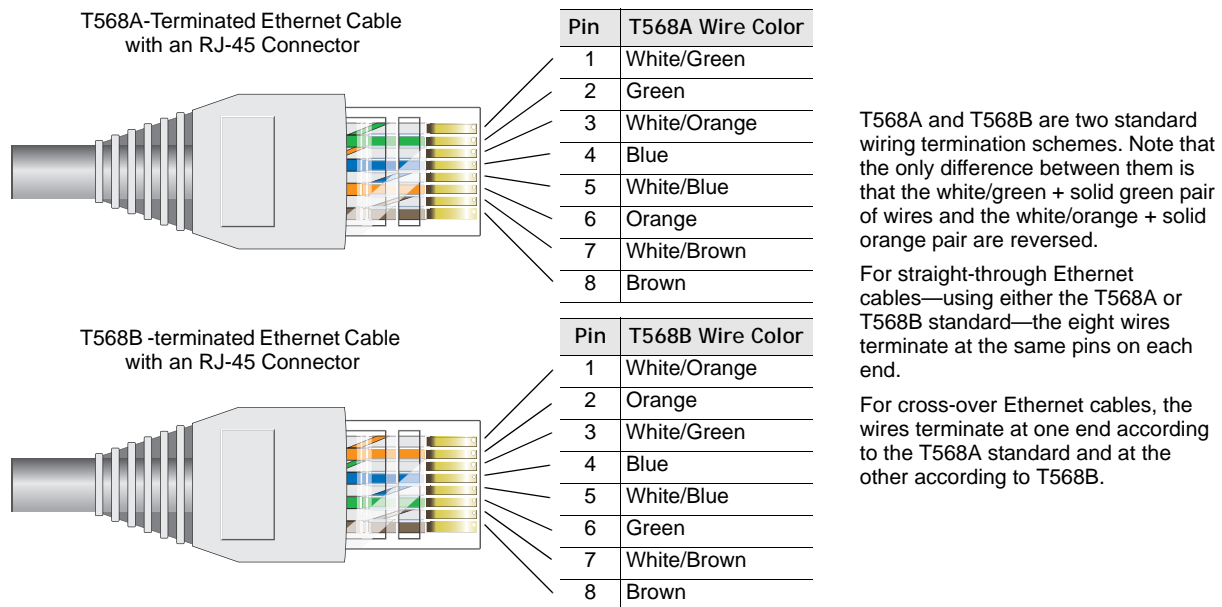 T568A-Terminated Ethernet Cable
with an RJ-45 Connector
Pin T568A Wire Color
1 White/Green
2 Green
3 White/Orange
4 Blue
5 White/Blue
6 Orange
7 White/Brown
8 Brown
T568B -terminated Ethernet Cable
with an RJ-45 Connector
Pin T568B Wire Color
1 White/Orange
2 Orange
3 White/Green
4 Blue
5 White/Blue
6 Green
7 White/Brown
8 Brown
T568A and T568B are two standard
wiring termination schemes. Note that
the only difference between them is
that the white/green + solid green pair
of wires and the white/orange + solid
orange pair are reversed.
For straight-through Ethernet
cables—using either the T568A or
T568B standard—the eight wires
terminate at the same pins on each
end.
For cross-over Ethernet cables, the
wires terminate at one end according
to the T568A standard and at the
other according to T568B.